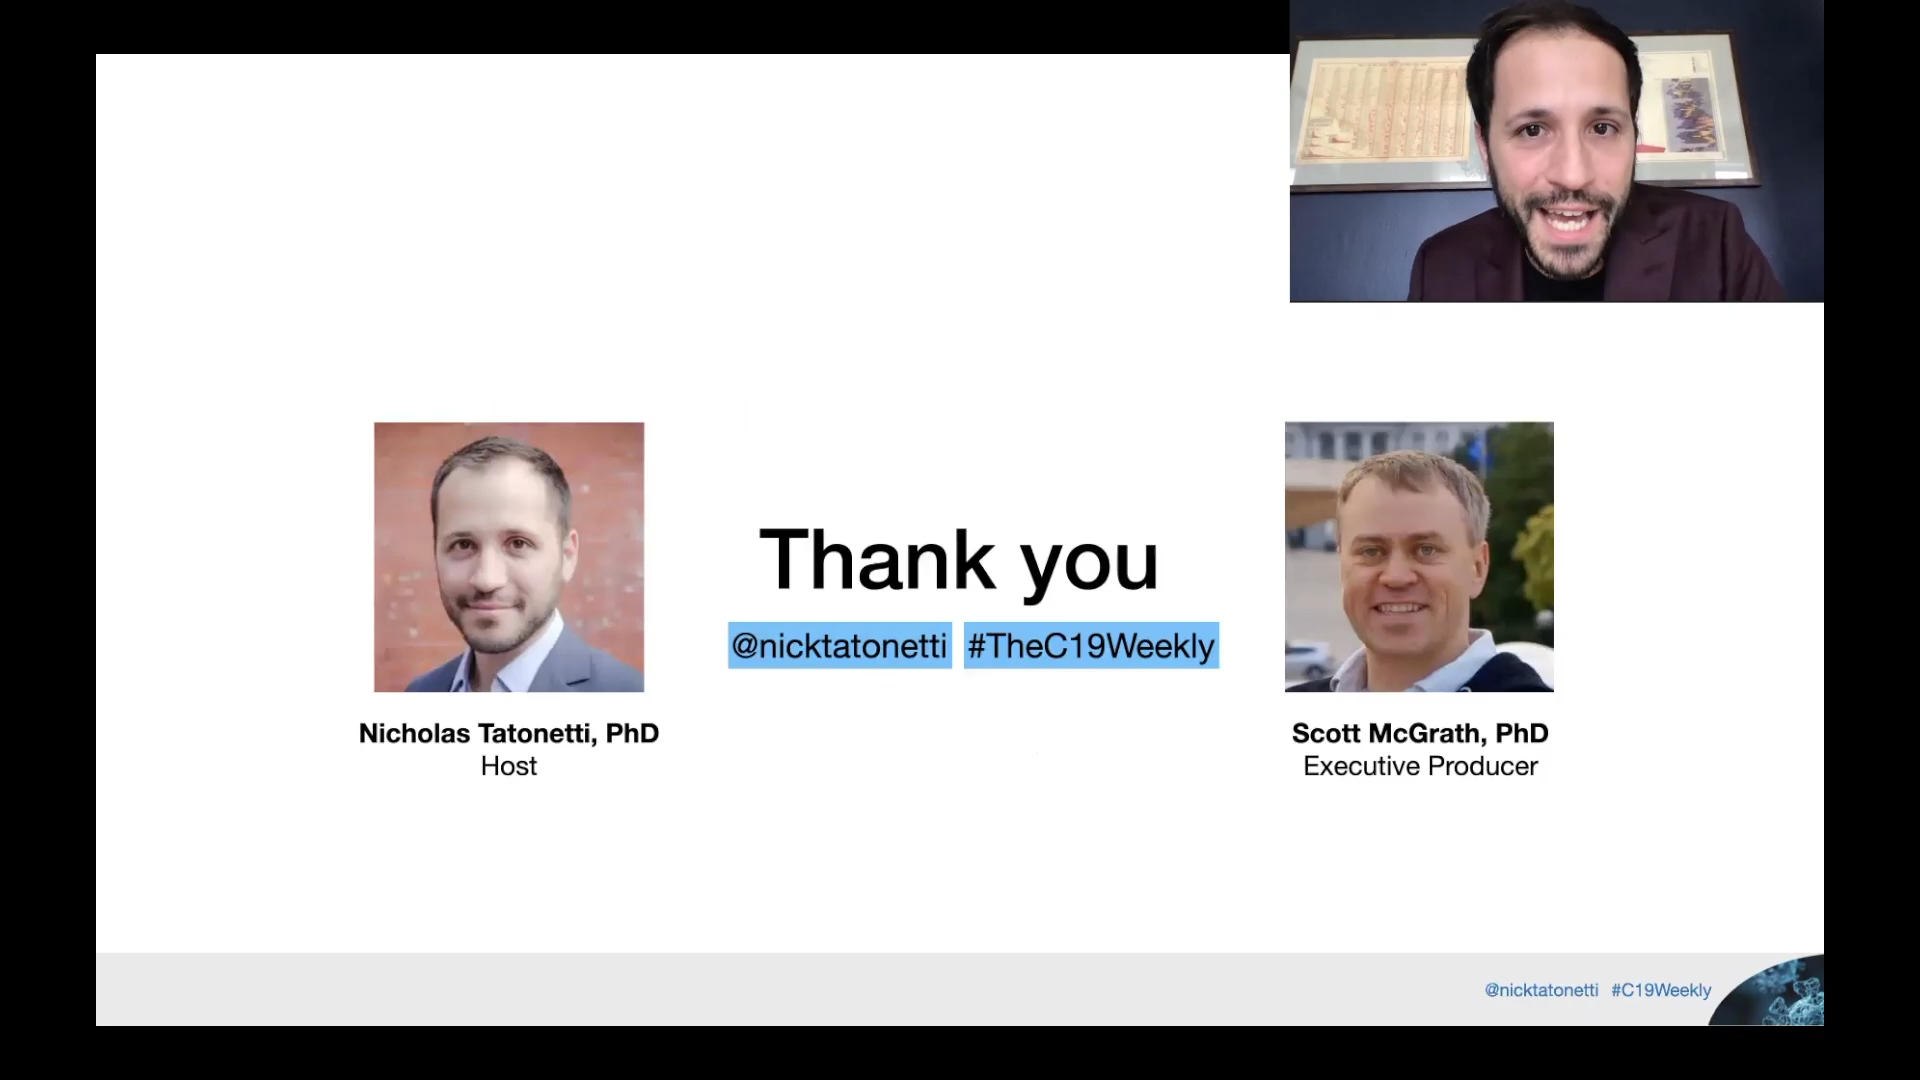 Thank you
@nicktatonetti #TheC19Weekly
Nicholas Tatonetti, PhD
Host
Scott McGrath, PhD
Executive Producer
@nicktatonetti #C19Weekly